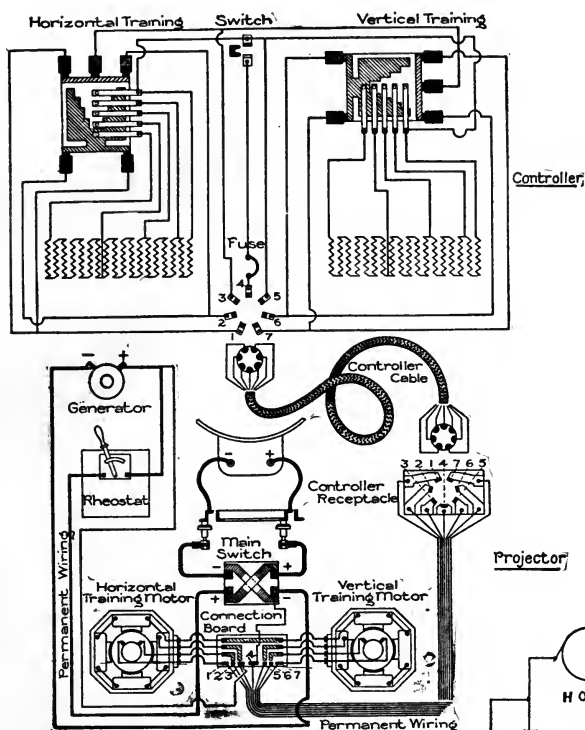 Horizontal Training
Switch
Vertical Training
Controller,
Fuse
4
3
5
2
6
1
7
- +
Generator
Controller
Cable
Rheostat
- +
Controller
Receptacle
3 2 1 4 7 6 5
Main
Switch
- +
+ -
Projector,
Permanent Wiring
Horizontal
Training Motor
Vertical
Training Motor
Connection
Board
4
1 2 3
5 6 7
Permanent Wiring
H O